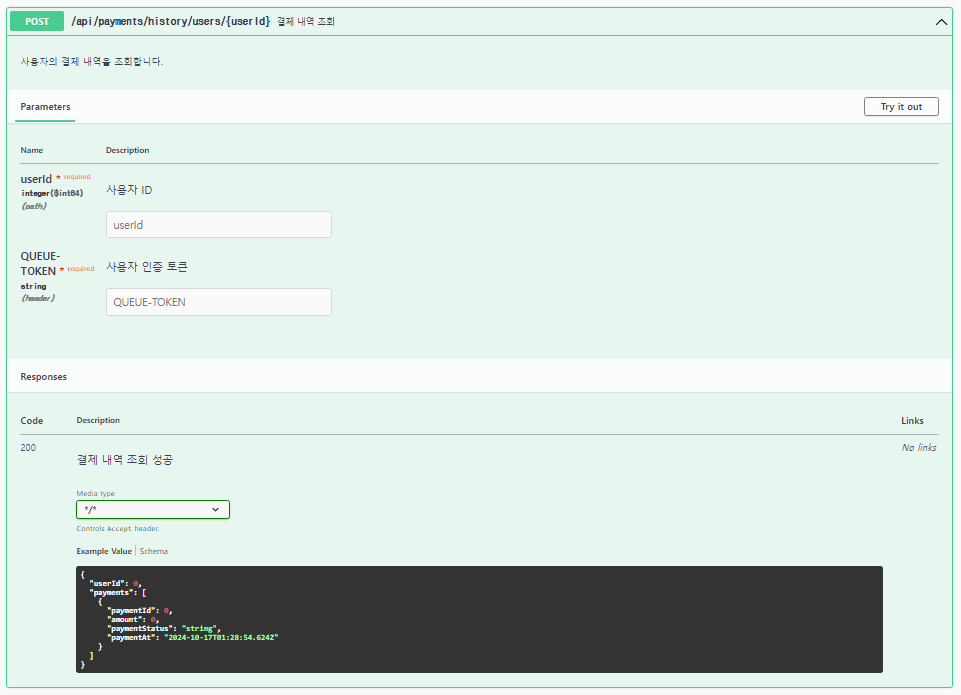 POST /api/payments/history/users/{userId} 결제 내역 조회
사용자의 결제 내역을 조회합니다.
Parameters
Try it out
Name Description
userId * required
integer($int64)
(path)
사용자 ID
userId
QUEUE-
TOKEN * required
string
(header)
사용자 인증 토큰
QUEUE-TOKEN
Responses
Code Description Links
200
결제 내역 조회 성공
No links
Media type
*/*
Controls Accept header.
Example Value | Schema
{
  "userId": 0,
  "payments": [
    {
      "paymentId": 0,
      "amount": 0,
      "paymentStatus": "string",
      "paymentAt": "2024-10-17T01:28:54.624Z"
    }
  ]
}